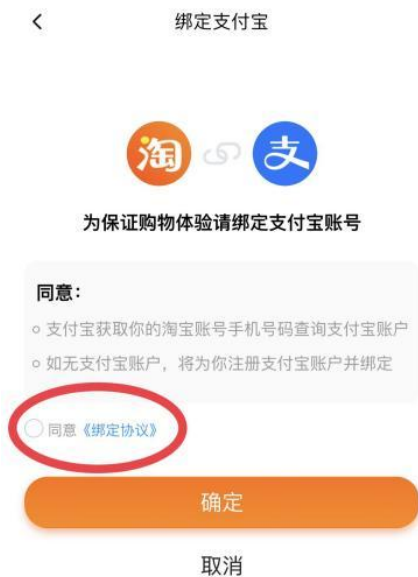 绑定支付宝
淘 支
为保证购物体验请绑定支付宝账号
同意：
支付宝获取你的淘宝账号手机号码查询支付宝账户
如无支付宝账户，将为你注册支付宝账户并绑定
同意《绑定协议》
确定
取消